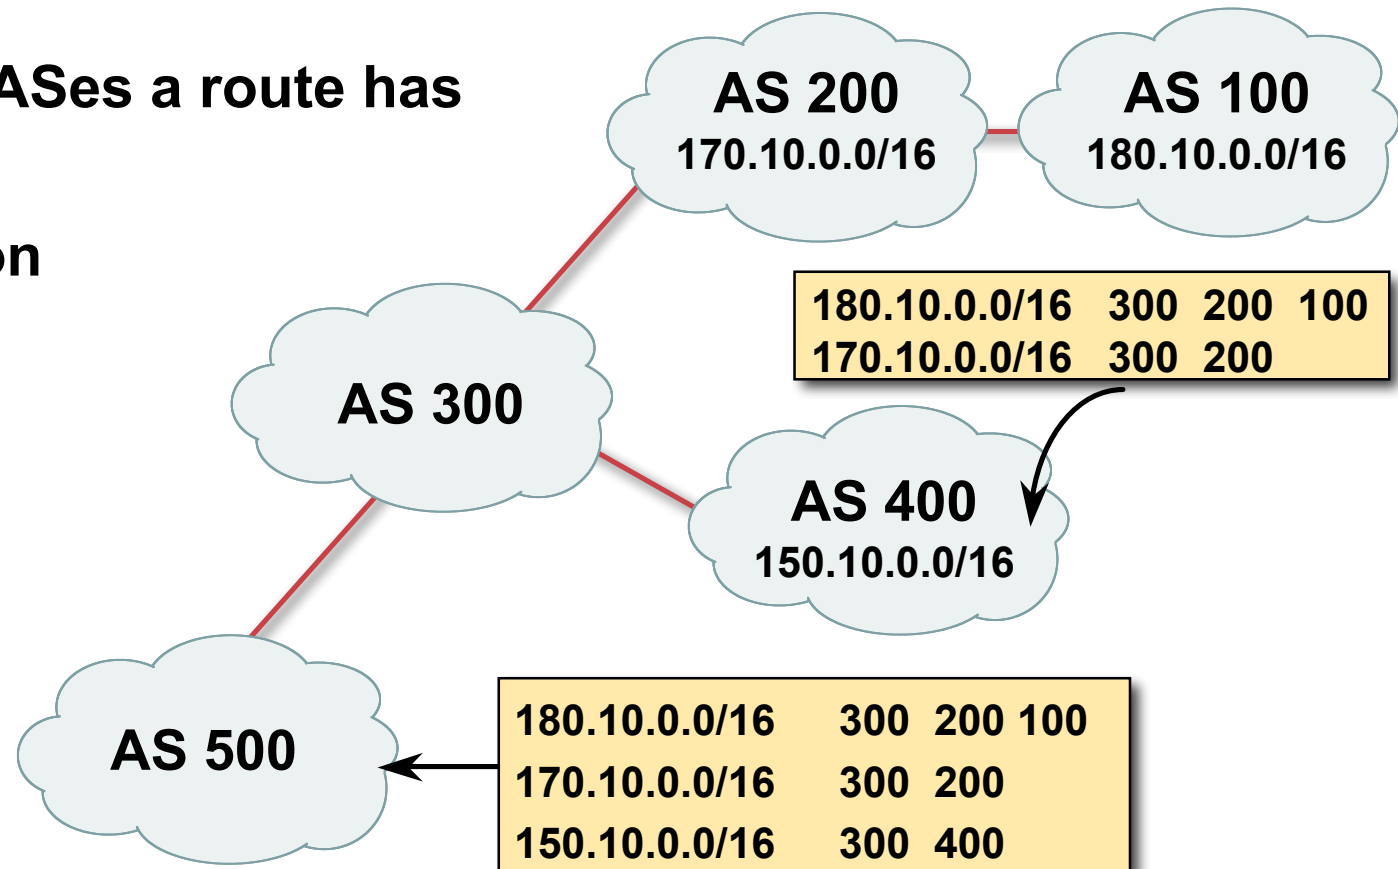 ASes a route has
on
AS 200
170.10.0.0/16
AS 100
180.10.0.0/16
180.10.0.0/16 300 200 100
170.10.0.0/16 300 200
AS 300
AS 400
150.10.0.0/16
AS 500
180.10.0.0/16 300 200 100
170.10.0.0/16 300 200
150.10.0.0/16 300 400